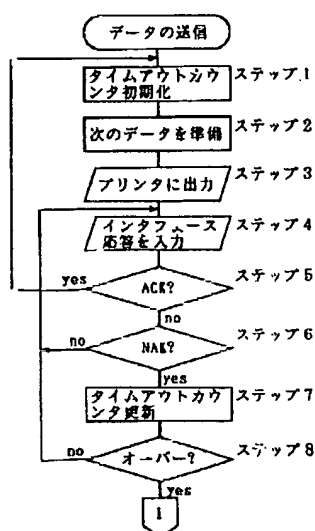 データの送信
タイムアウトカウ
ンタ初期化
ステップ1
次のデータを準備
ステップ2
プリンタに出力
ステップ3
インタフェース
応答を入力
ステップ4
ステップ5
yes
ACK?
no
ステップ6
no
NAK?
yes
ステップ7
タイムアウトカウ
ンタ更新
ステップ8
no
オーバー?
yes
1